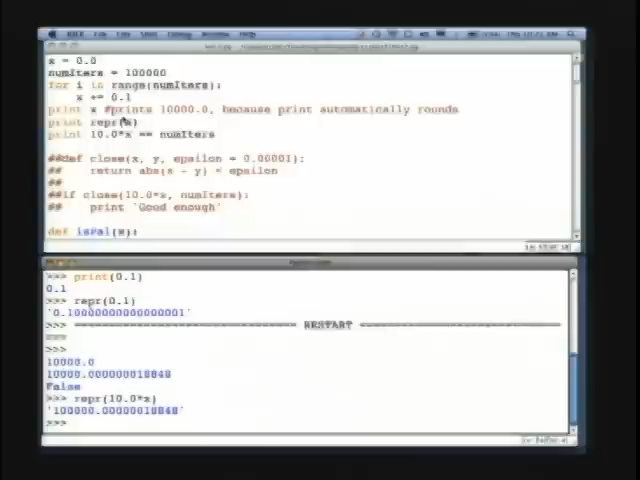 x = 0.0
numIters = 100000
for i in range(numIters):
x += 0.1
print x #prints 10000.0, because print automatically rounds
print repr(x)
print 10.0*x == numIters
##def close(x, y, epsilon = 0.00001):
## return abs(x - y) < epsilon
##
##if close(10.0*x, numIters):
## print 'Good enough'
def isPal(x):
>>> print(0.1)
0.1
>>> repr(0.1)
'0.10000000000000001'
>>> ================================ RESTART ================================
>>>
>>>
10000.0
10000.000000018848
False
>>> repr(10.0*x)
'100000.00000018848'
>>>